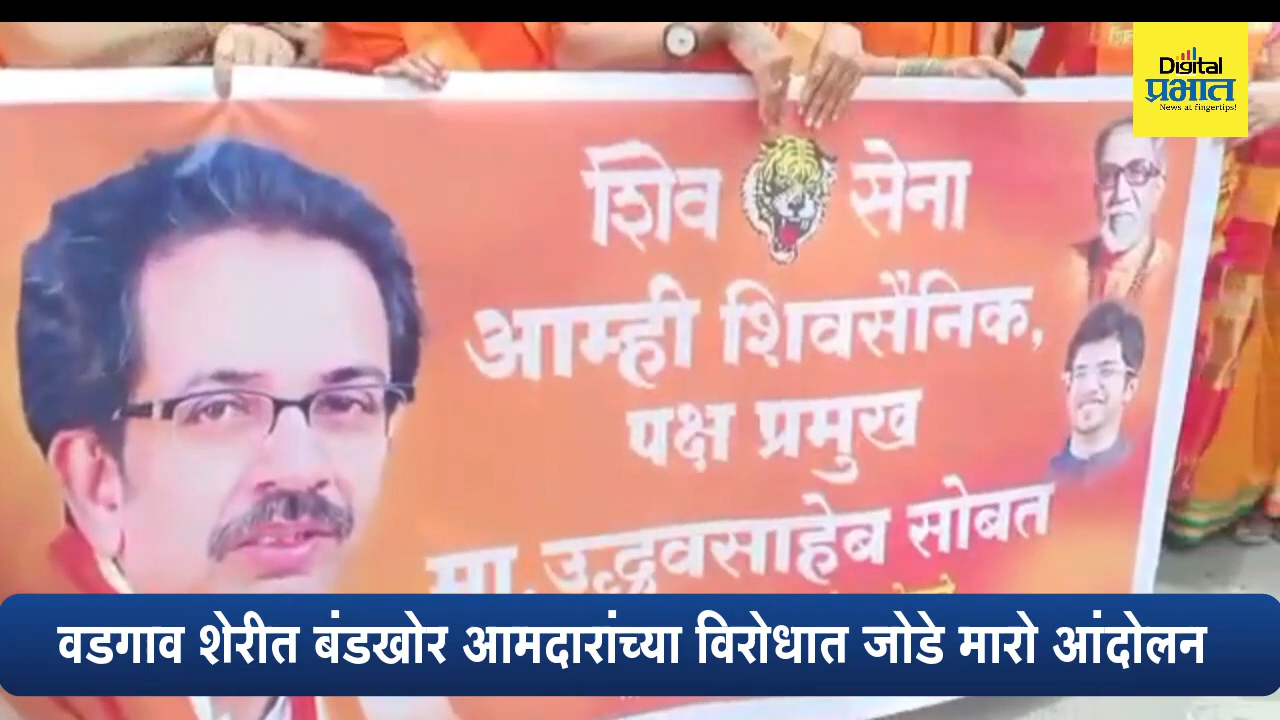 Digital
प्रभात
News at fingertips!
शिव सेना
आम्ही शिवसैनिक,
पक्ष प्रमुख
मा. उद्धवसाहेब सोबत
वडगाव शेरीत बंडखोर आमदारांच्या विरोधात जोडे मारो आंदोलन